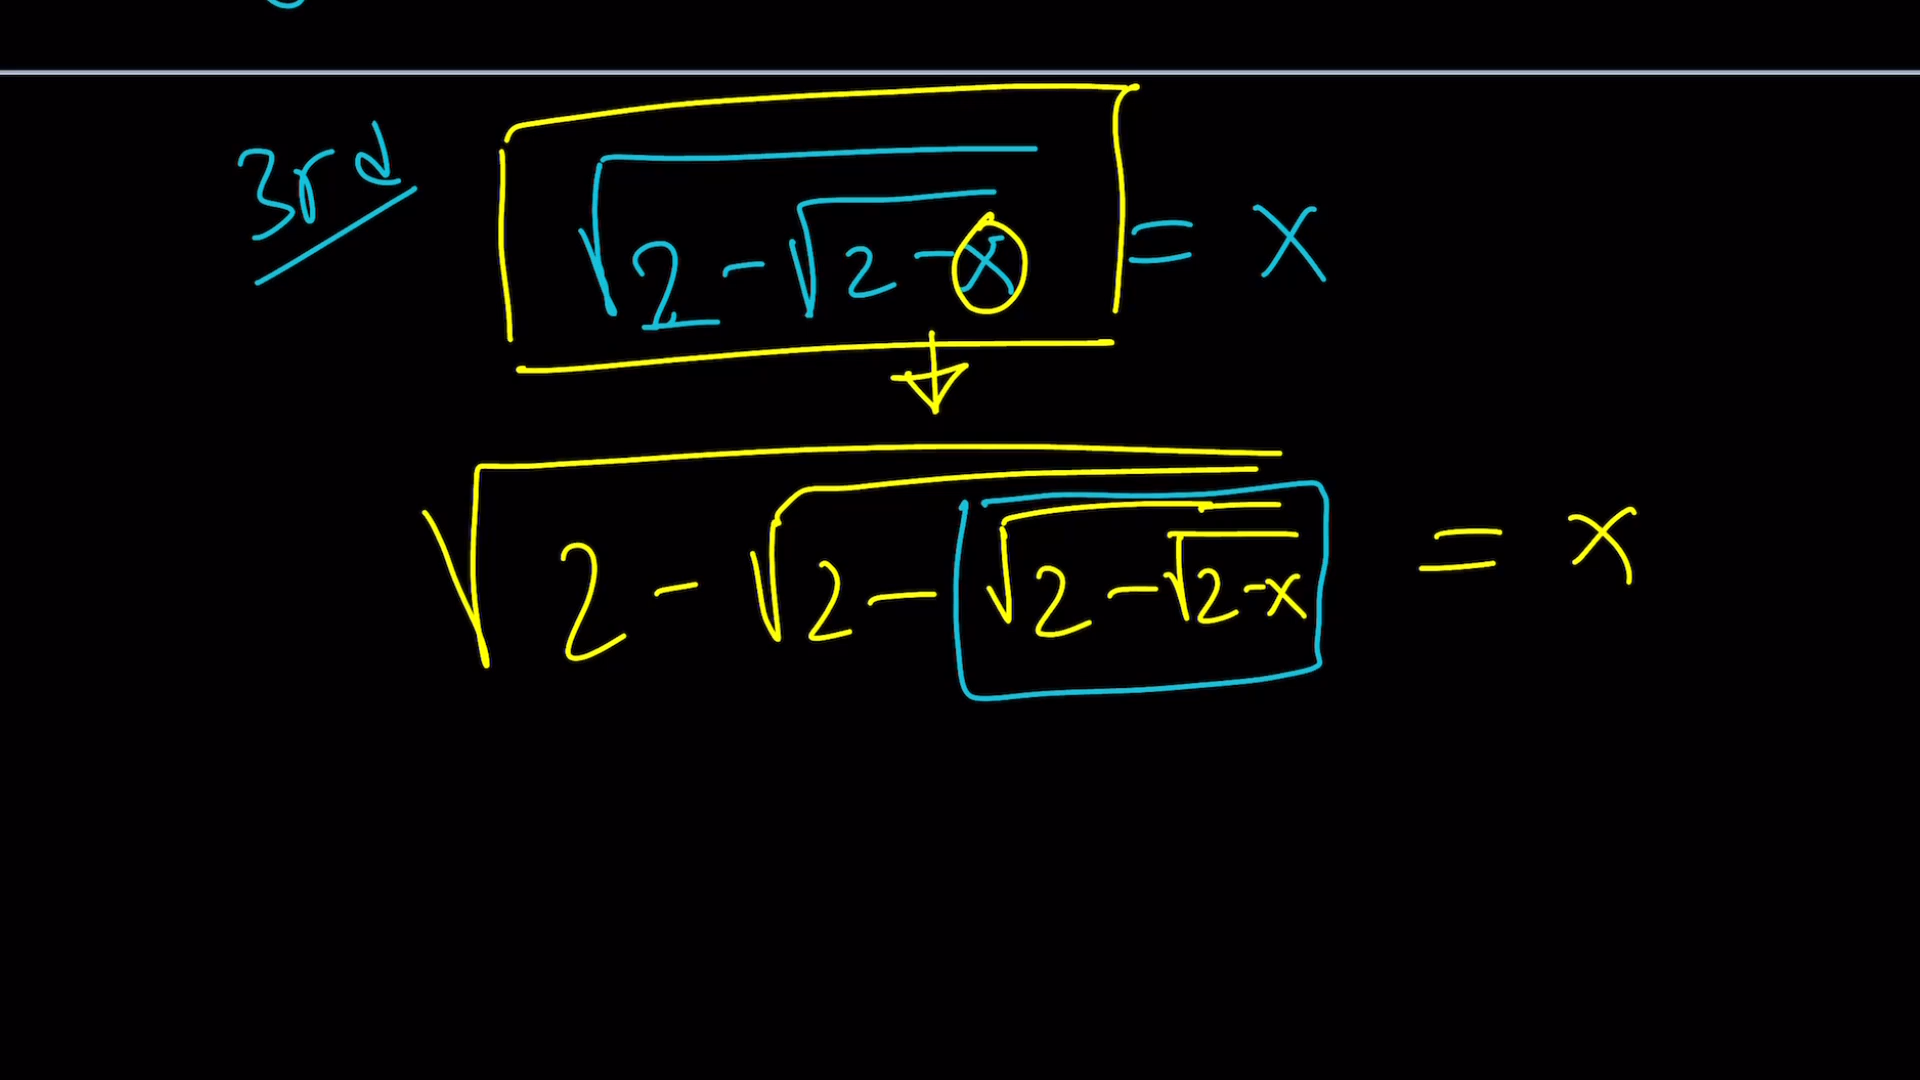 3rd √(2-√(2-x)) = x
√(2-√(2-√(2-√(2-x)))) = x